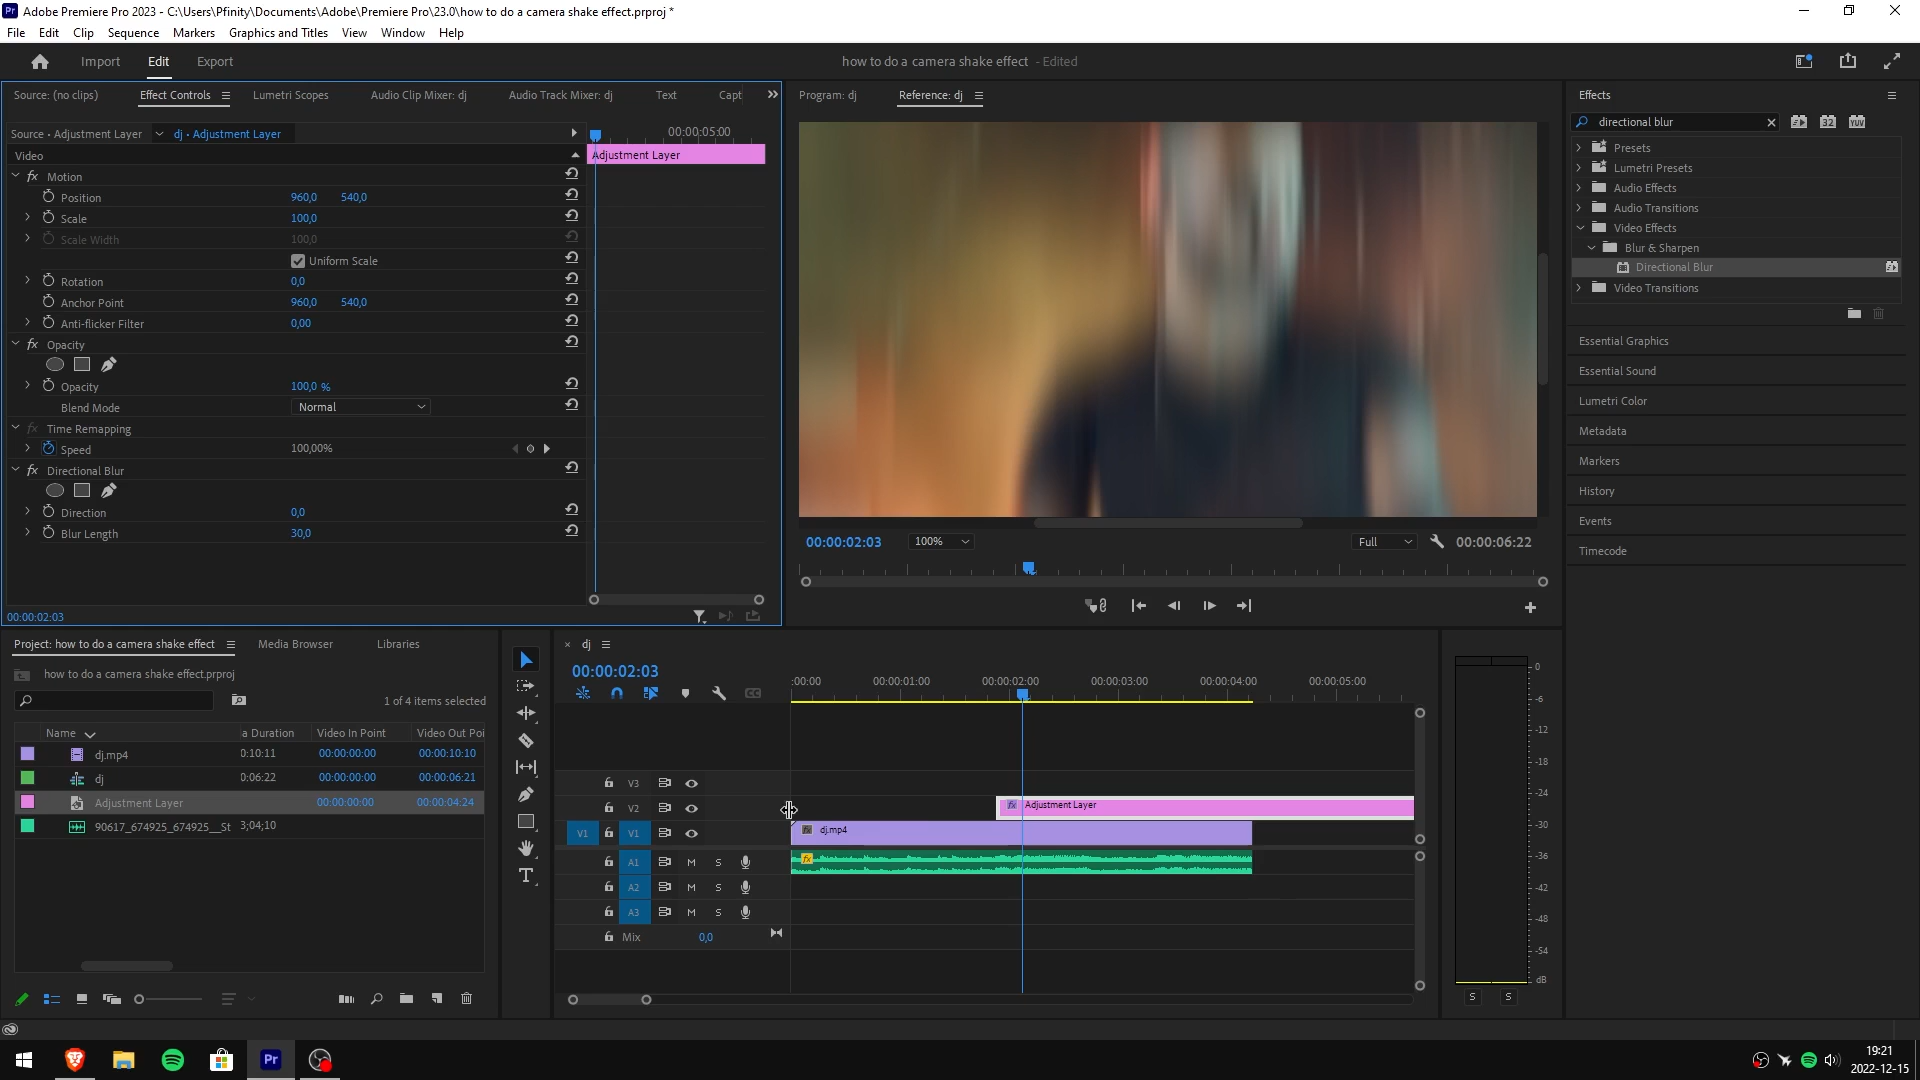 Adobe Premiere Pro 2023 - C:\Users\Pfinity\Documents\Adobe\Premiere Pro\23.0\how to do a camera shake effect.prproj *
File Edit Clip Sequence Markers Graphics and Titles View Window Help
Import Edit Export how to do a camera shake effect - Edited
Source: (no clips) Effect Controls Lumetri Scopes Audio Clip Mixer: dj Audio Track Mixer: dj Text Capt
Source • Adjustment Layer dj • Adjustment Layer 00:00:05:00
Video Adjustment Layer
fx Motion
Position 960,0 540,0
Scale 100,0
Scale Width 100,0
Uniform Scale
Rotation 0,0
Anchor Point 960,0 540,0
Anti-flicker Filter 0,00
fx Opacity
Opacity 100,0 %
Blend Mode Normal
fx Time Remapping
Speed 100,00%
fx Directional Blur
Direction 0,0
Blur Length 30,0
00:00:02:03
Program: dj Reference: dj
00:00:02:03 100% Full 00:00:06:22
Effects
directional blur 32 YUV
Presets
Lumetri Presets
Audio Effects
Audio Transitions
Video Effects
Blur & Sharpen
Directional Blur
Video Transitions
Essential Graphics
Essential Sound
Lumetri Color
Metadata
Markers
History
Events
Timecode
Project: how to do a camera shake effect Media Browser Libraries
how to do a camera shake effect.prproj
1 of 4 items selected
Name a Duration Video In Point Video Out Poi
dj.mp4 0:10:11 00:00:00:00 00:00:10:10
dj 0:06:22 00:00:00:00 00:00:06:21
Adjustment Layer 00:00:00:00 00:00:04:24
90617_674925_674925__St 3;04;10
× dj
00:00:02:03
:00:00 00:00:01:00 00:00:02:00 00:00:03:00 00:00:04:00 00:00:05:00
V3
V2 fx Adjustment Layer
V1 V1 fx dj.mp4
A1 M S fx
A2 M S
A3 M S
Mix 0,0
T
0
-6
-12
-18
-24
-30
-36
-42
-48
-54
dB
S S
Pr
19:21
2022-12-15